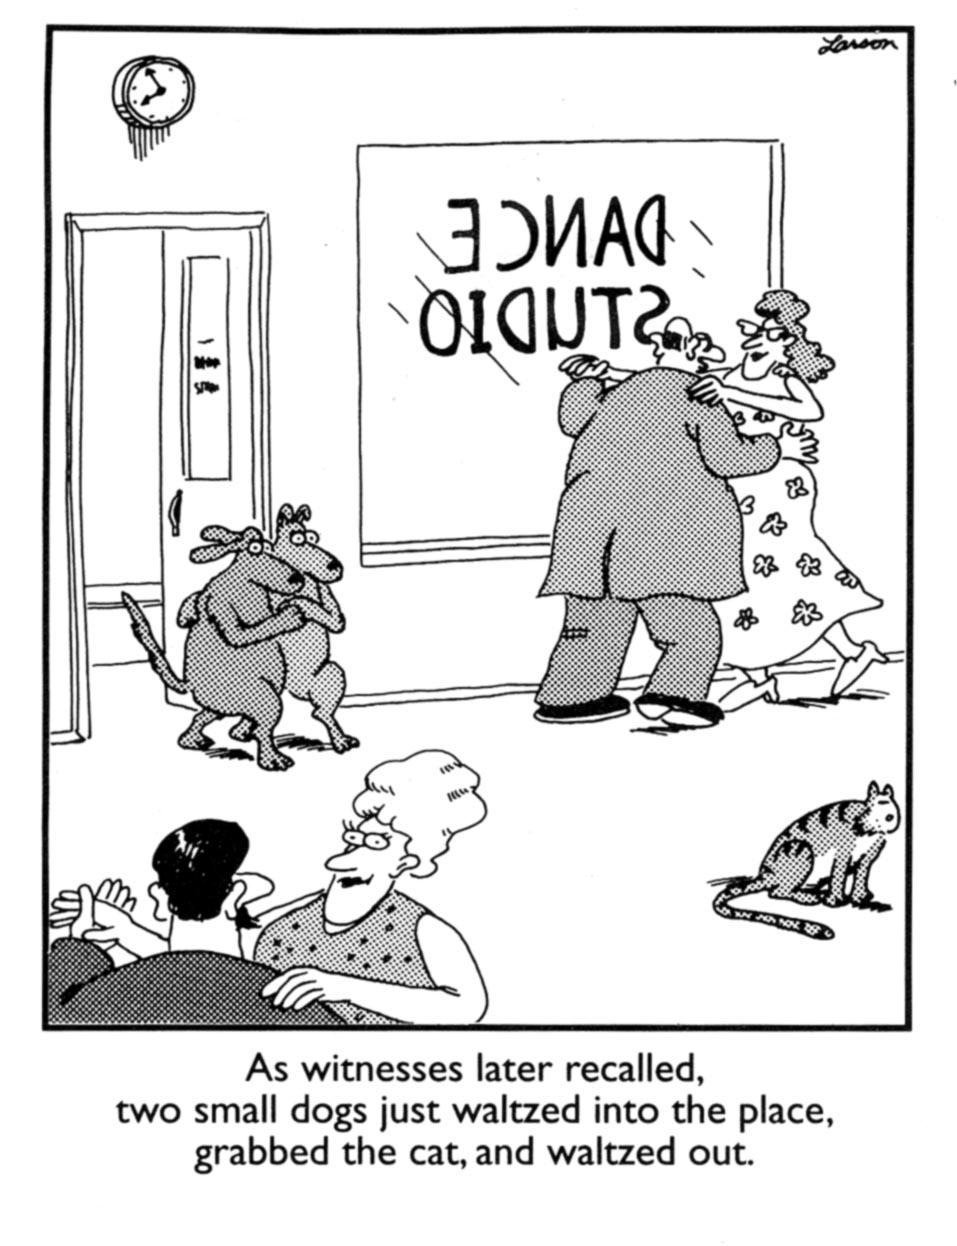 Larson
DANCE
STUDIO
As witnesses later recalled,
two small dogs just waltzed into the place,
grabbed the cat, and waltzed out.